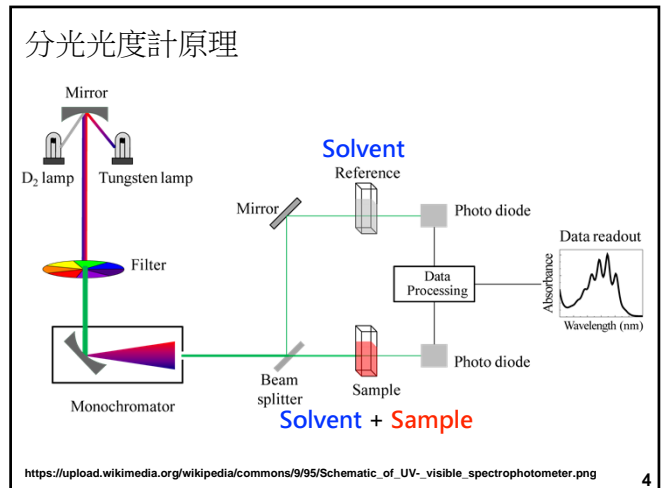 分光光度計原理
Mirror
D₂ lamp
Tungsten lamp
Filter
Monochromator
Mirror
Beam
splitter
Solvent
Reference
Sample
Solvent + Sample
Photo diode
Data
Processing
Photo diode
Data readout
Absorbance
Wavelength (nm)
https://upload.wikimedia.org/wikipedia/commons/9/95/Schematic_of_UV-_visible_spectrophotometer.png
4